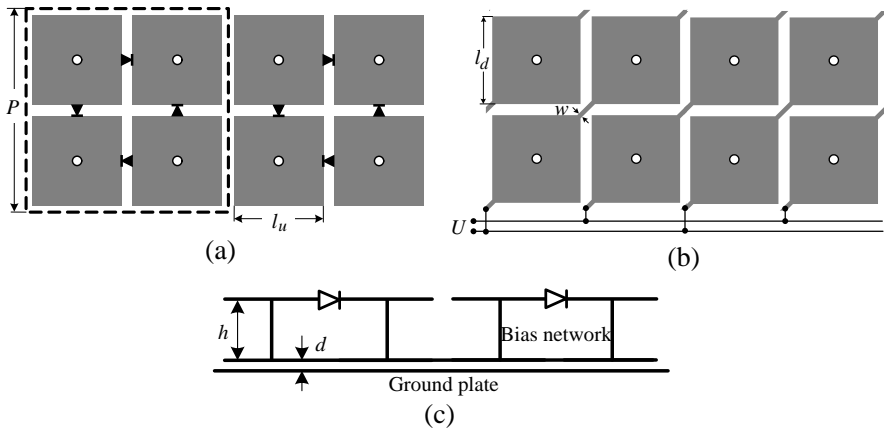 P
l_u
(a)
l_d
w
U
(b)
h
d
Bias network
Ground plate
(c)